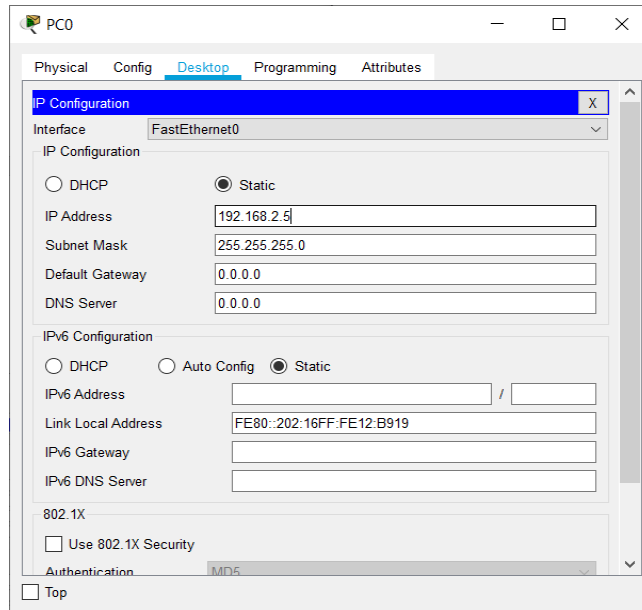 PC0
Physical Config Desktop Programming Attributes
IP Configuration X
Interface FastEthernet0
IP Configuration
DHCP Static
IP Address 192.168.2.5
Subnet Mask 255.255.255.0
Default Gateway 0.0.0.0
DNS Server 0.0.0.0
IPv6 Configuration
DHCP Auto Config Static
IPv6 Address /
Link Local Address FE80::202:16FF:FE12:B919
IPv6 Gateway
IPv6 DNS Server
802.1X
Use 802.1X Security
Authentication MD5
Top